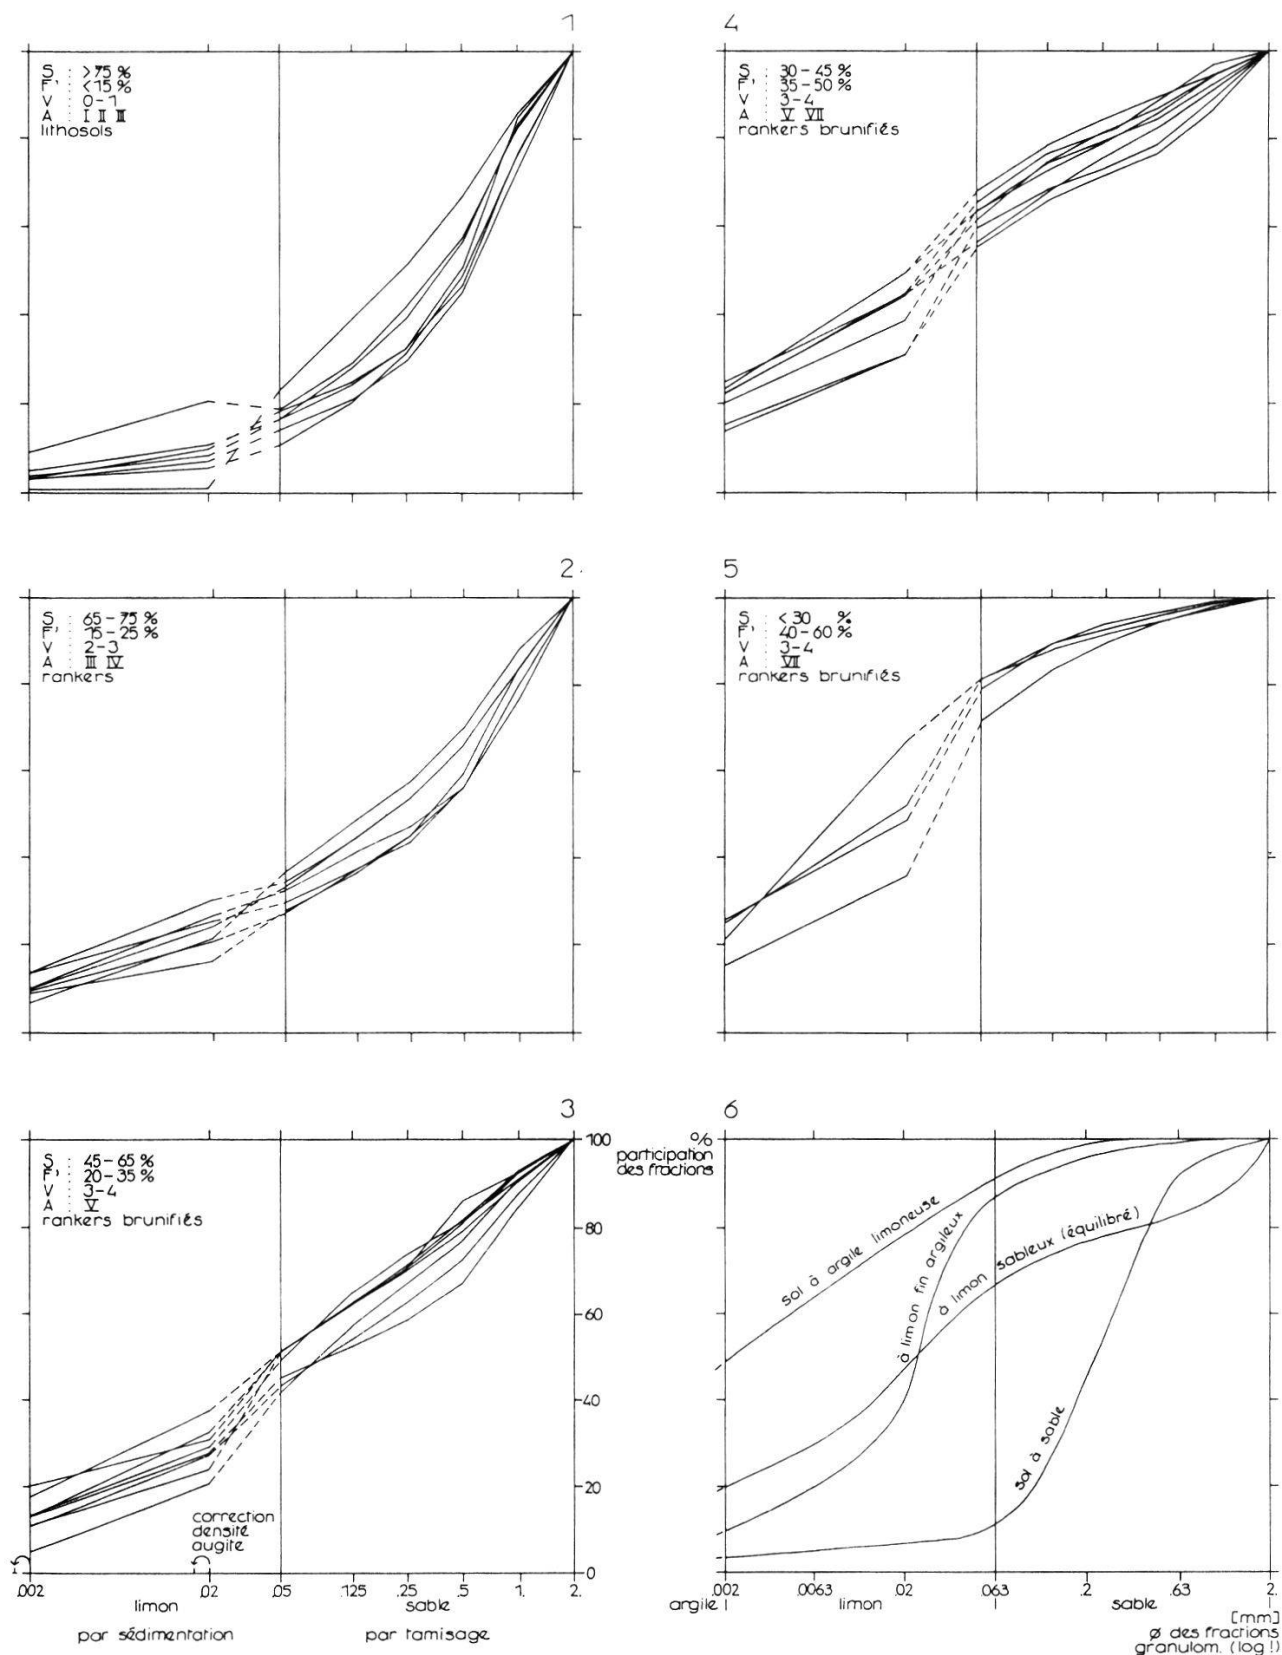 1
S : >75 %
F' : <15 %
V : 0-1
A : I II III
lithosols
4
S : 30-45 %
F' : 35-50 %
V : 3-4
A : V VII
rankers brunifiés
2.
S : 65-75 %
F' : 15-25 %
V : 2-3
A : III IV
rankers
5
S : <30 %
F' : 40-60 %
V : 3-4
A : VII
rankers brunifiés
3
S : 45-65 %
F' : 20-35 %
V : 3-4
A : V
rankers brunifiés
100
80
60
40
20
0
%
participation
des fractions
correction
densité
augite
.002 .02 .05 .125 .25 .5 1. 2.
limon sable
par sédimentation par tamisage
6
sol à argile limoneuse
à limon fin argileux
à limon sableux (équilibré)
sol à sable
.002 .0063 .02 .063 .2 .63 2.
argile limon sable
[mm]
ø des fractions
granulom. (log!)